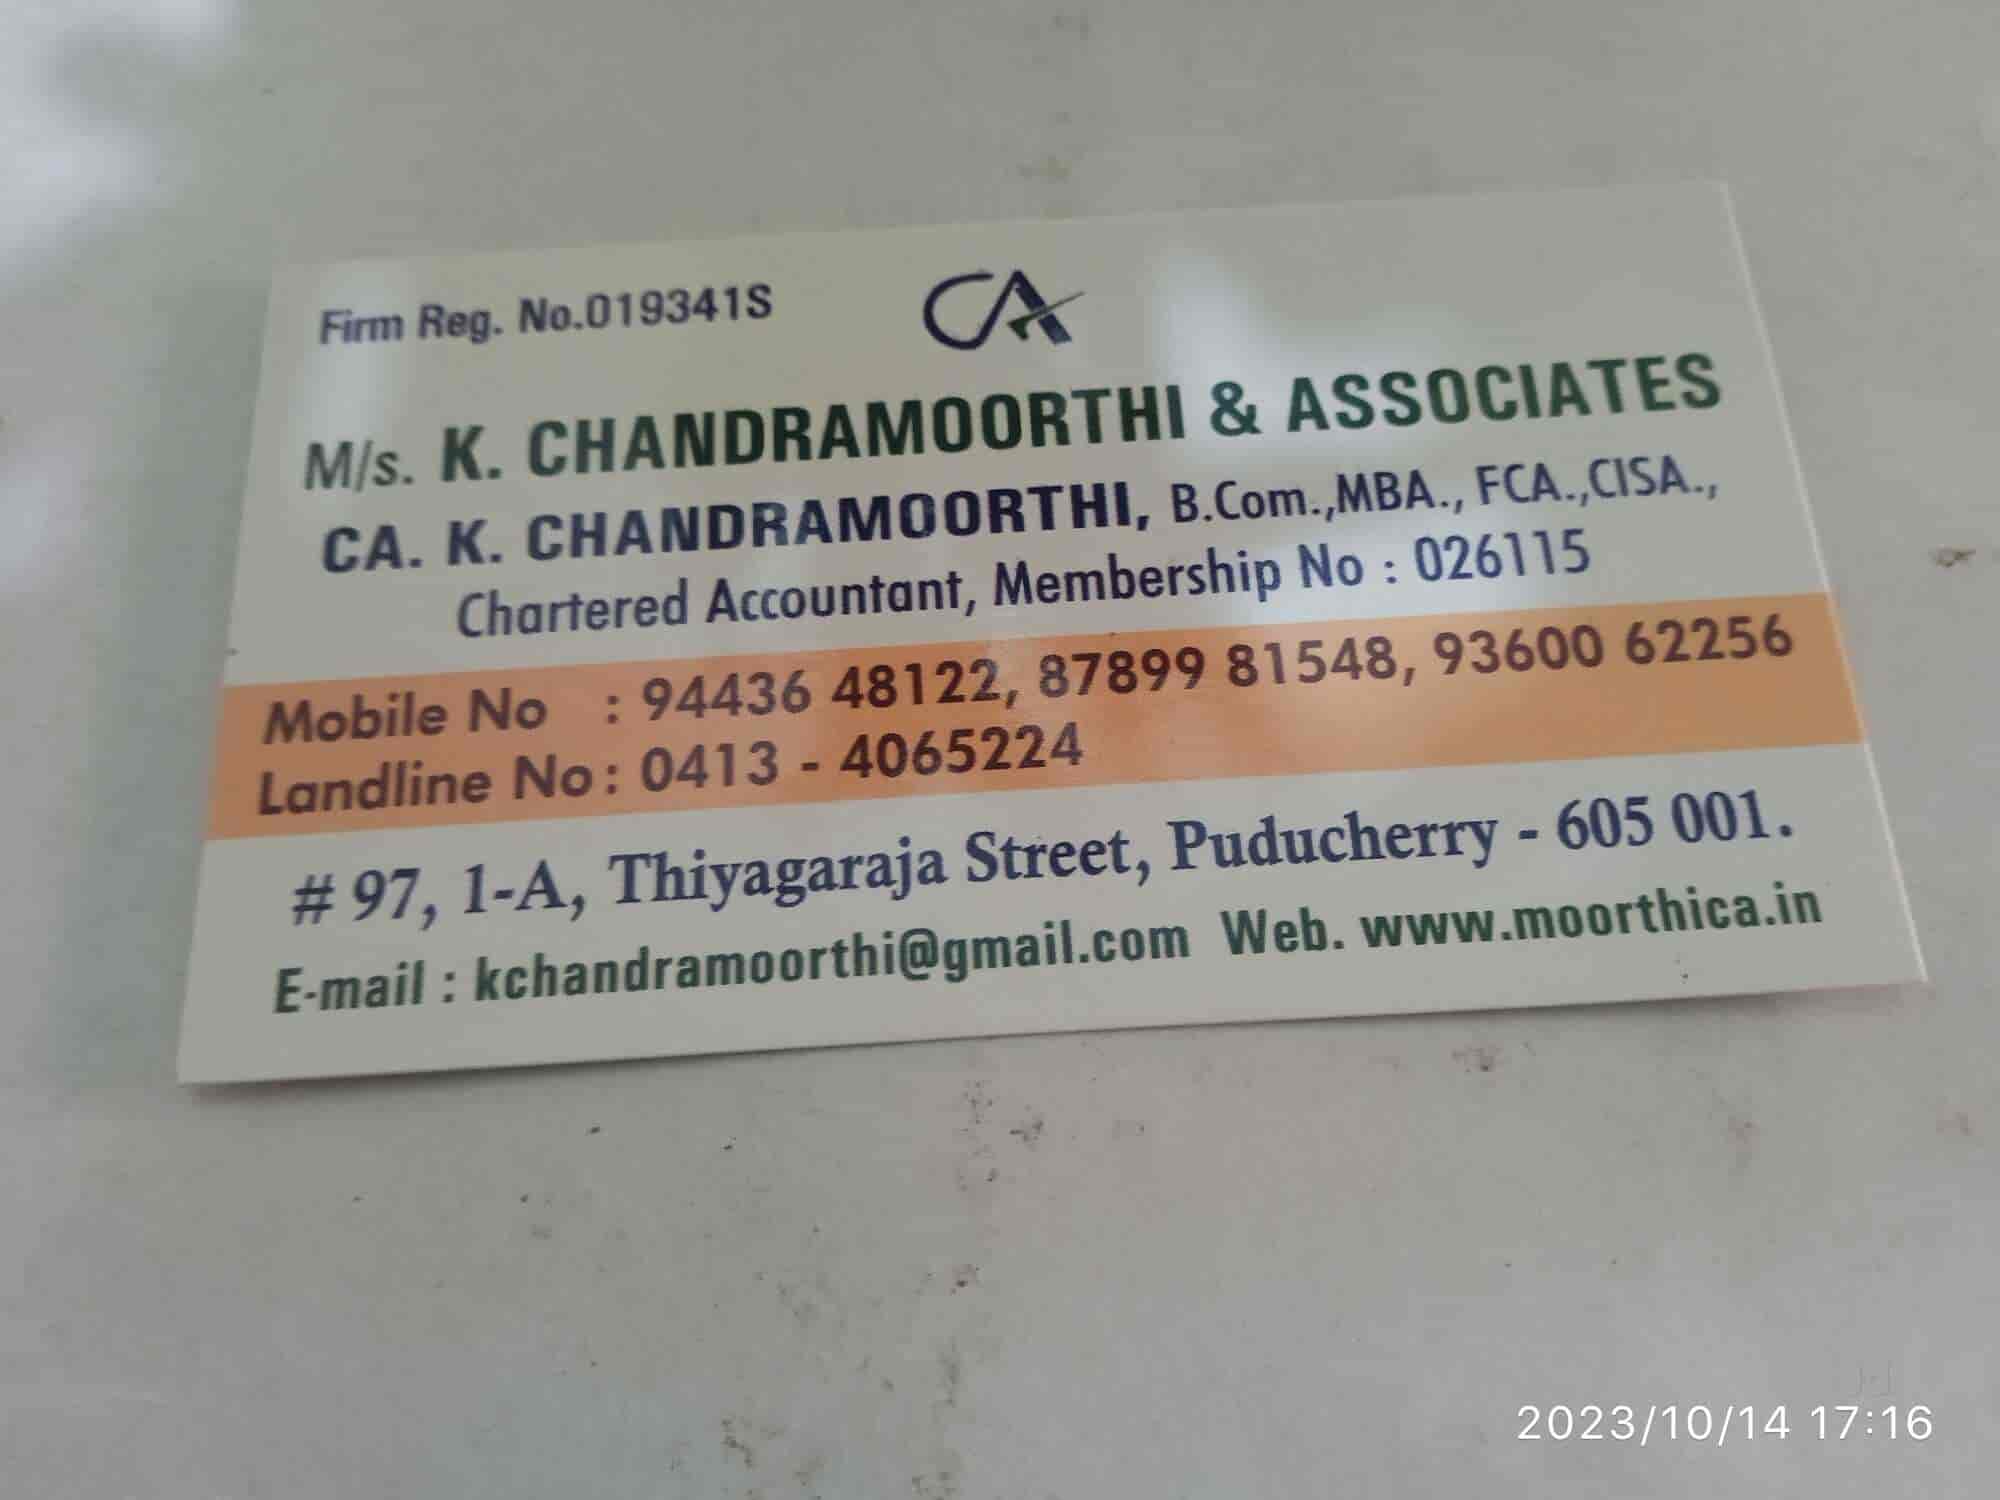 Firm Reg. No.019341S
CA
M/s. K. CHANDRAMOORTHI & ASSOCIATES
CA. K. CHANDRAMOORTHI, B.Com.,MBA., FCA.,CISA.,
Chartered Accountant, Membership No : 026115
Mobile No : 94436 48122, 87899 81548, 93600 62256
Landline No : 0413 - 4065224
# 97, 1-A, Thiyagaraja Street, Puducherry - 605 001.
E-mail : kchandramoorthi@gmail.com Web. www.moorthica.in
2023/10/14 17:16